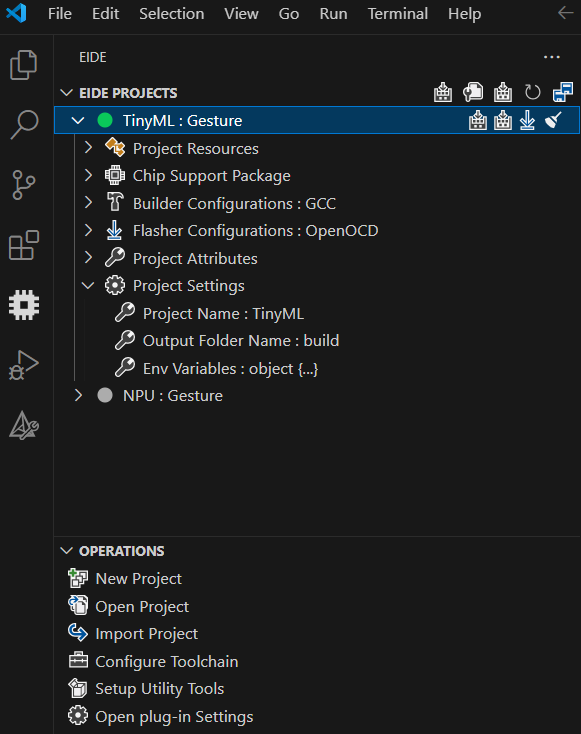 File Edit Selection View Go Run Terminal Help
EIDE
EIDE PROJECTS
TinyML : Gesture
Project Resources
Chip Support Package
Builder Configurations : GCC
Flasher Configurations : OpenOCD
Project Attributes
Project Settings
Project Name : TinyML
Output Folder Name : build
Env Variables : object {...}
NPU : Gesture
OPERATIONS
New Project
Open Project
Import Project
Configure Toolchain
Setup Utility Tools
Open plug-in Settings